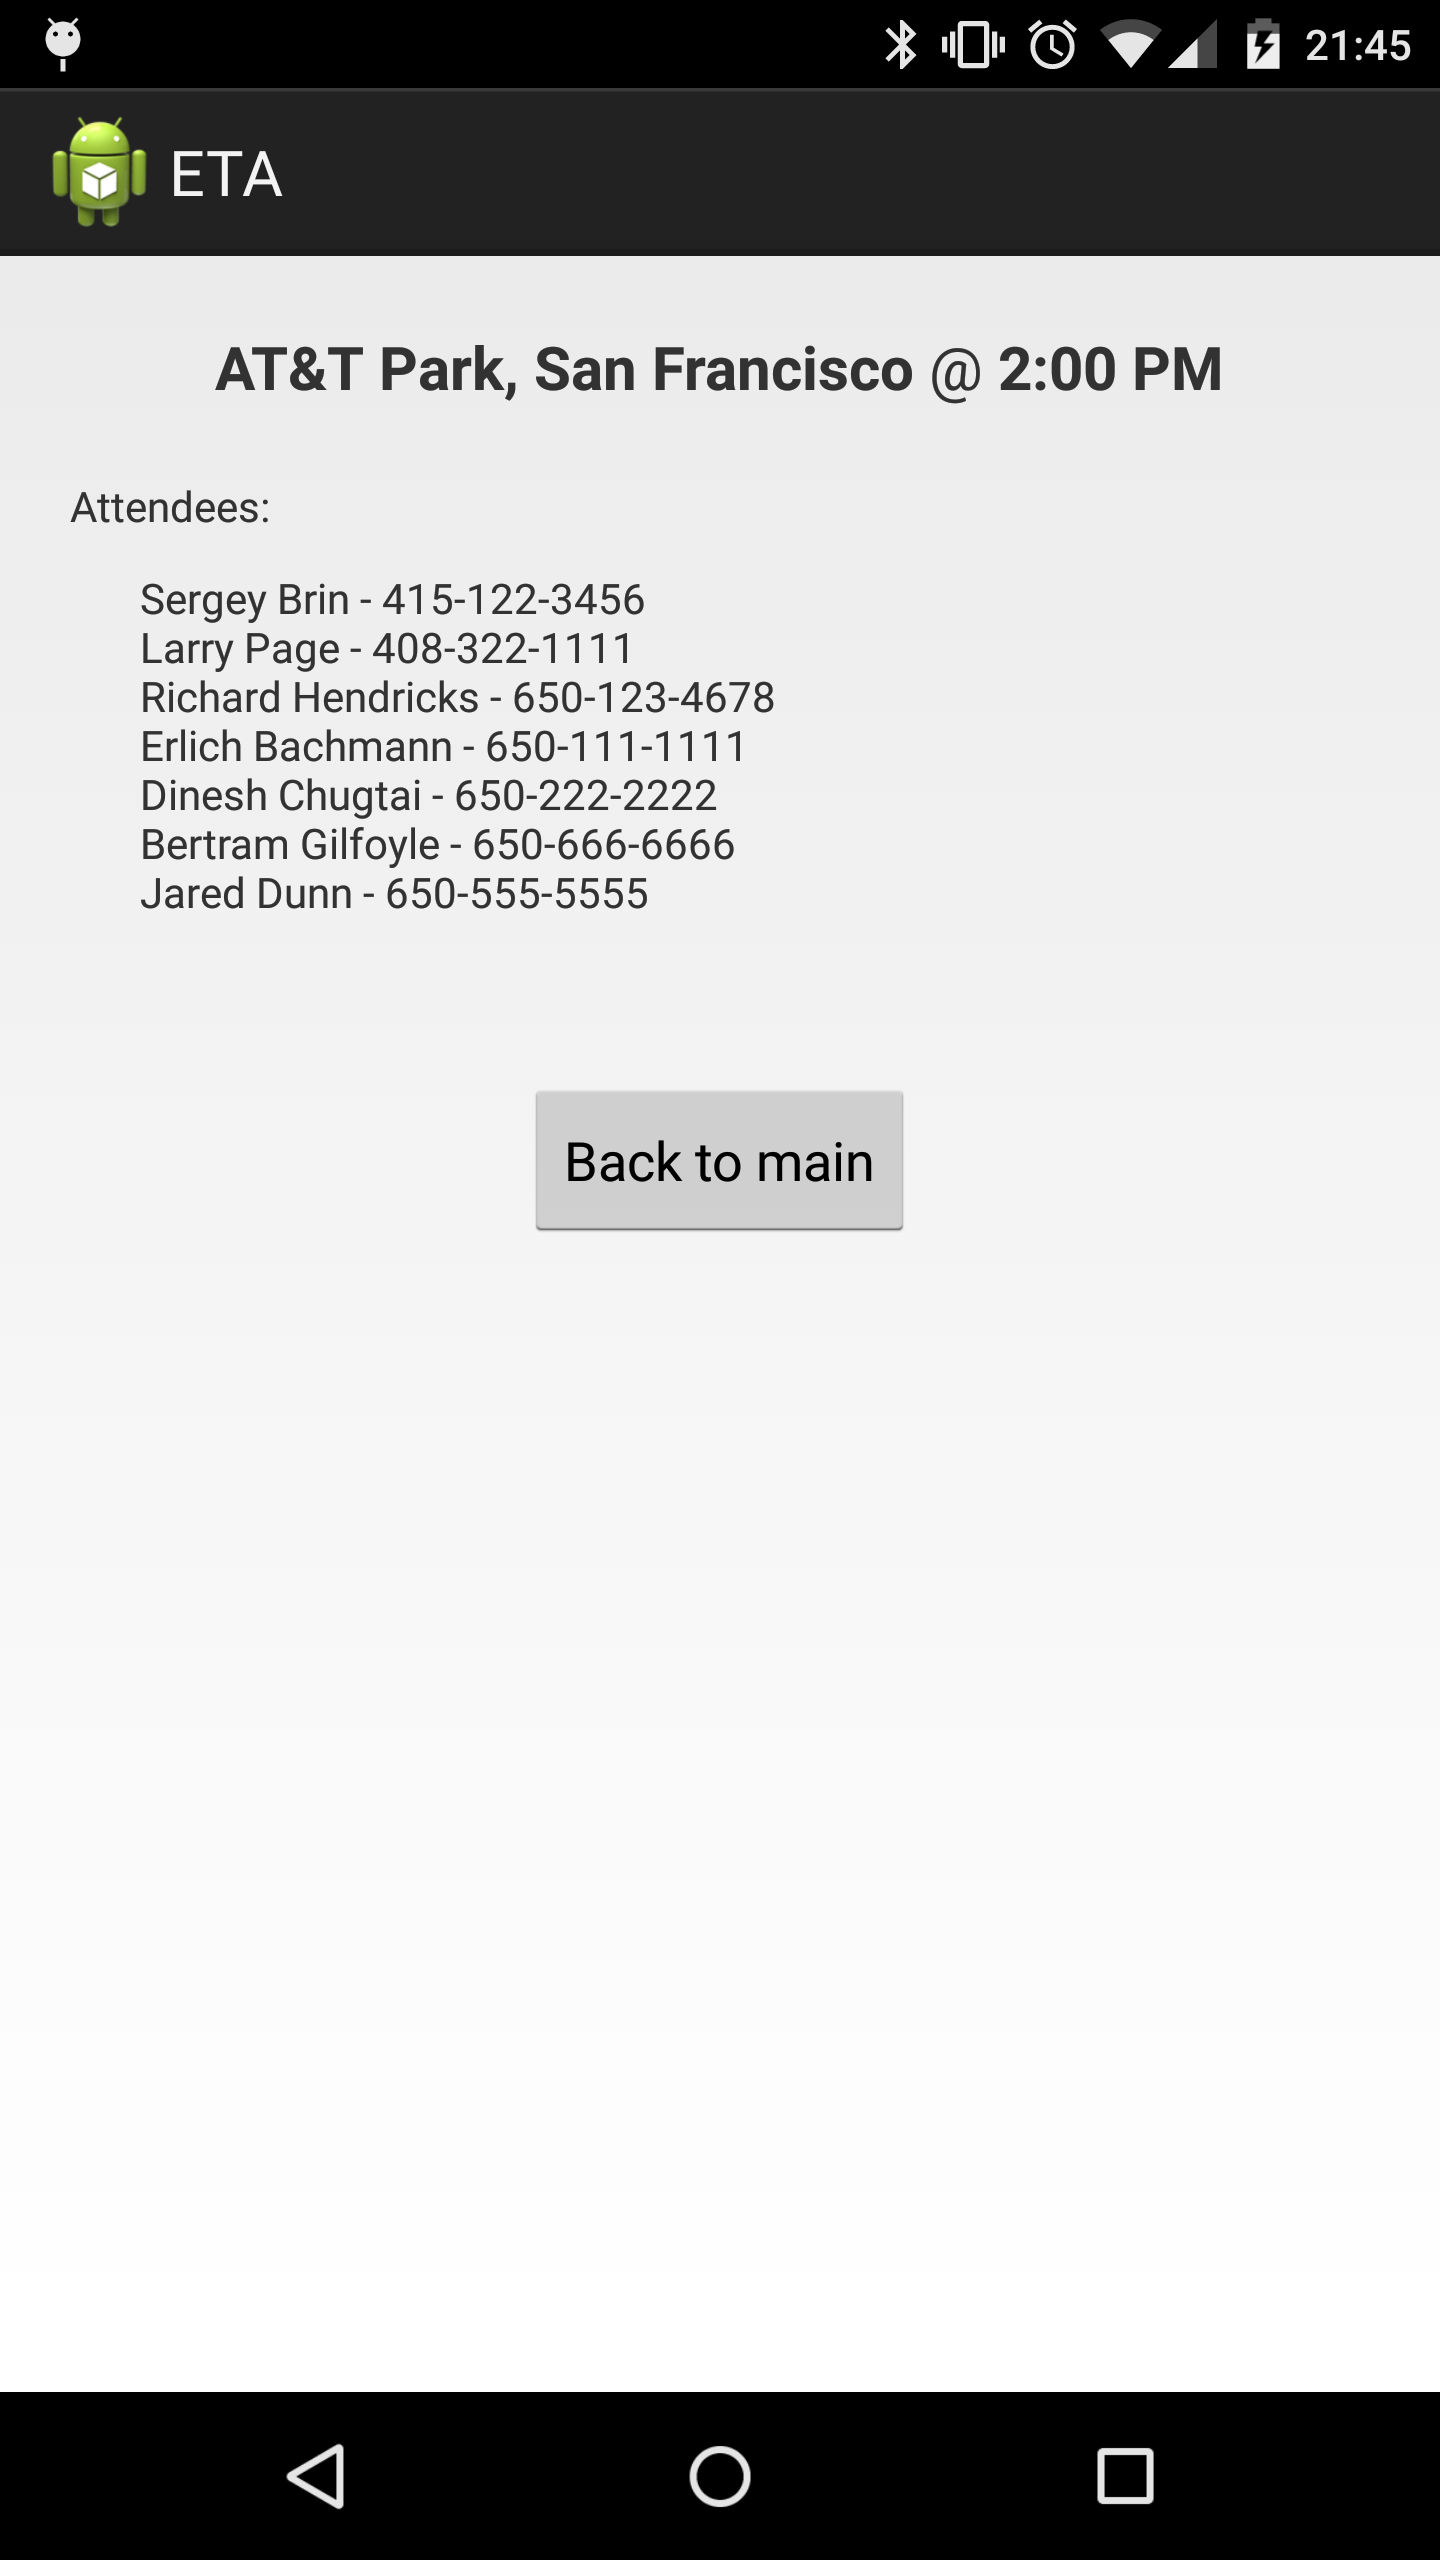 21:45
ETA
AT&T Park, San Francisco @ 2:00 PM
Attendees:
Sergey Brin - 415-122-3456
Larry Page - 408-322-1111
Richard Hendricks - 650-123-4678
Erlich Bachmann - 650-111-1111
Dinesh Chugtai - 650-222-2222
Bertram Gilfoyle - 650-666-6666
Jared Dunn - 650-555-5555
Back to main